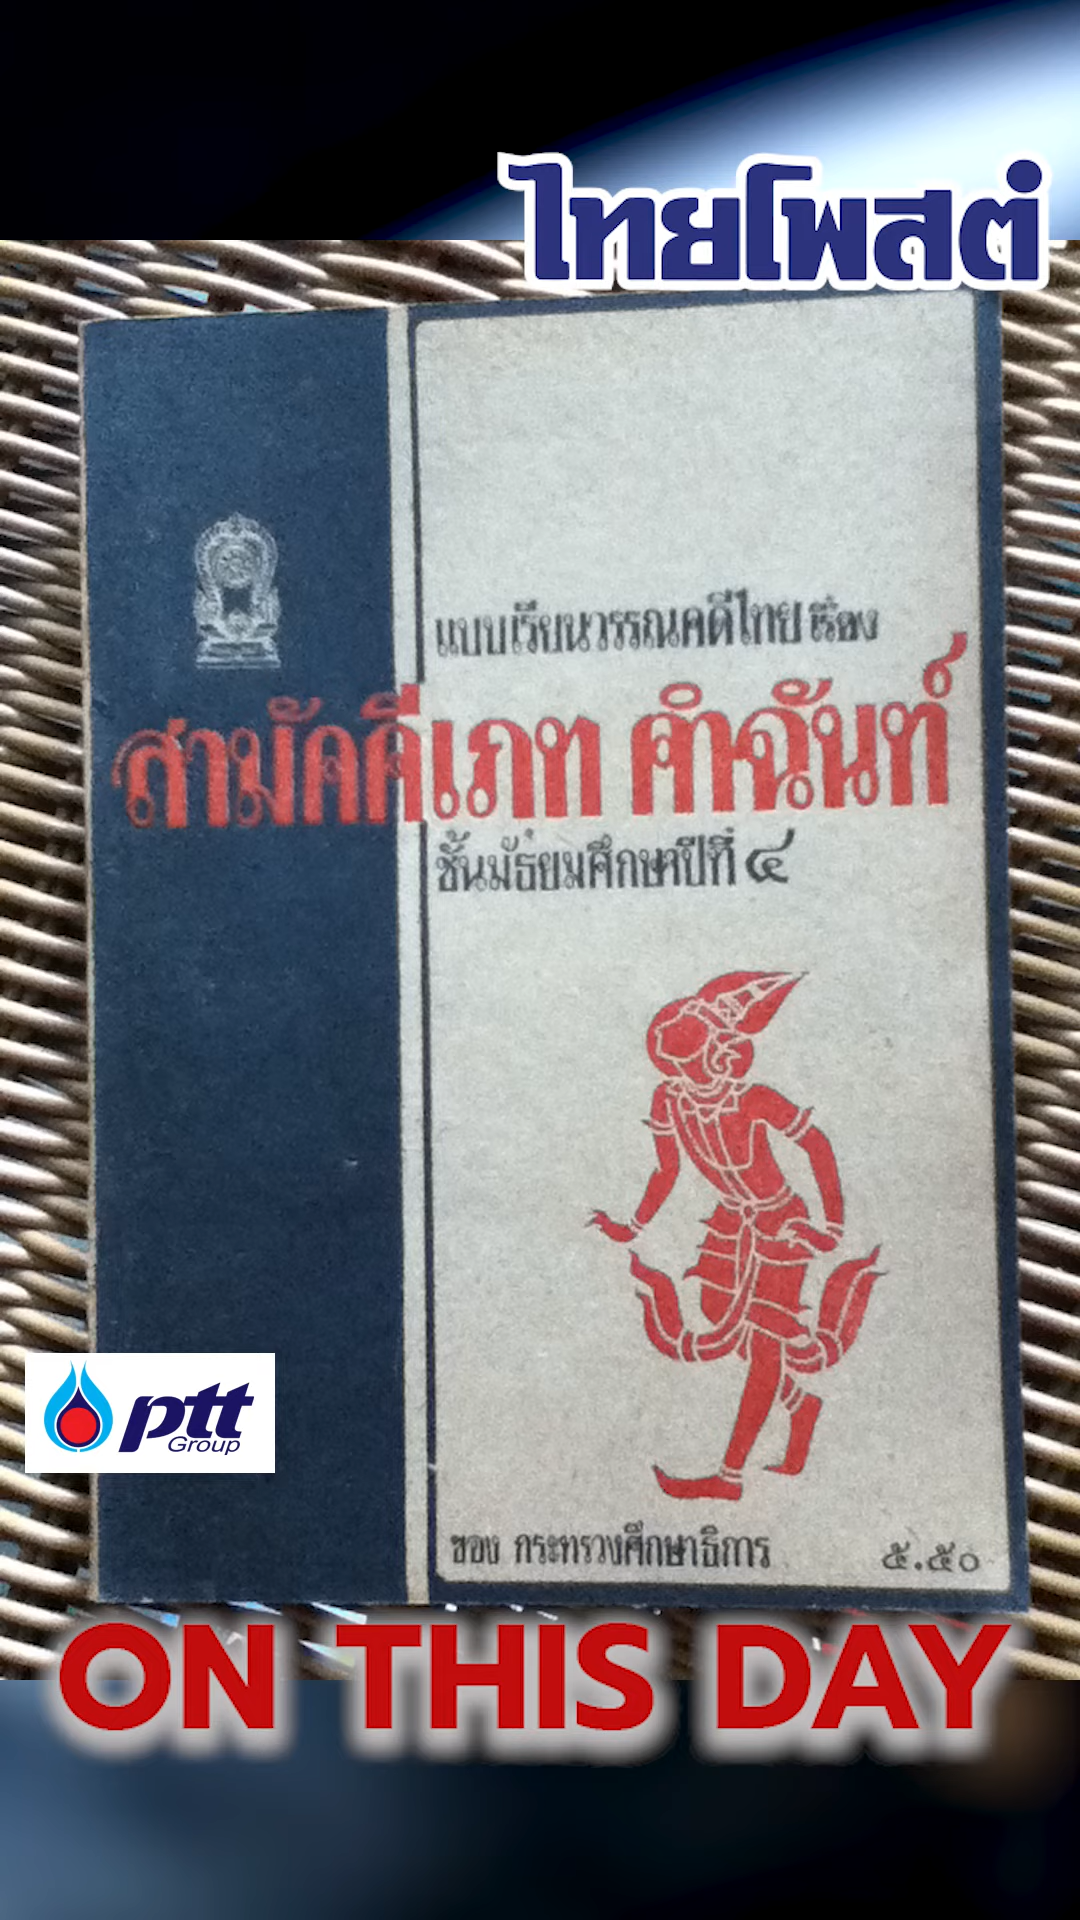 ไทยโพสต์
แบบเรียนวรรณคดีไทย เรื่อง
สามัคคีเภท คำฉันท์
ชั้นมัธยมศึกษาปีที่ ๔
ptt
Group
ของ กระทรวงศึกษาธิการ ๕.๕๐
ON THIS DAY